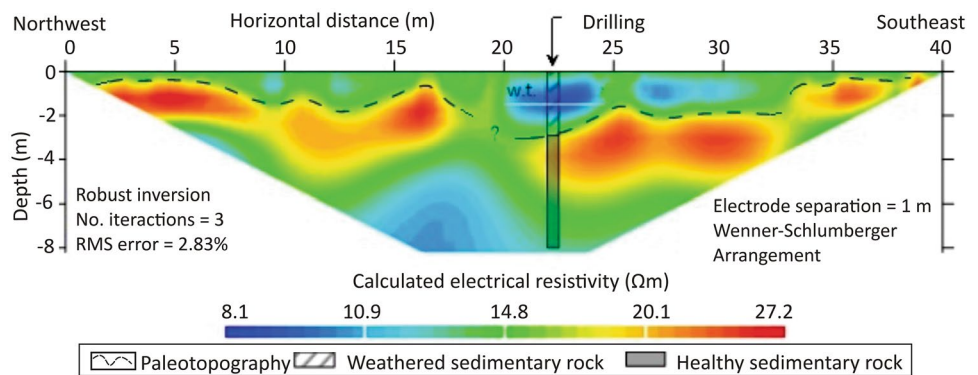 Northwest
Horizontal distance (m)
Drilling
Southeast
0 5 10 15 20 25 30 35 40
Depth (m)
0
-2
-4
-6
-8
w.t.
?
Robust inversion
No. iteractions = 3
RMS error = 2.83%
Electrode separation = 1 m
Wenner-Schlumberger
Arrangement
Calculated electrical resistivity (Ωm)
8.1 10.9 14.8 20.1 27.2
Paleotopography Weathered sedimentary rock Healthy sedimentary rock